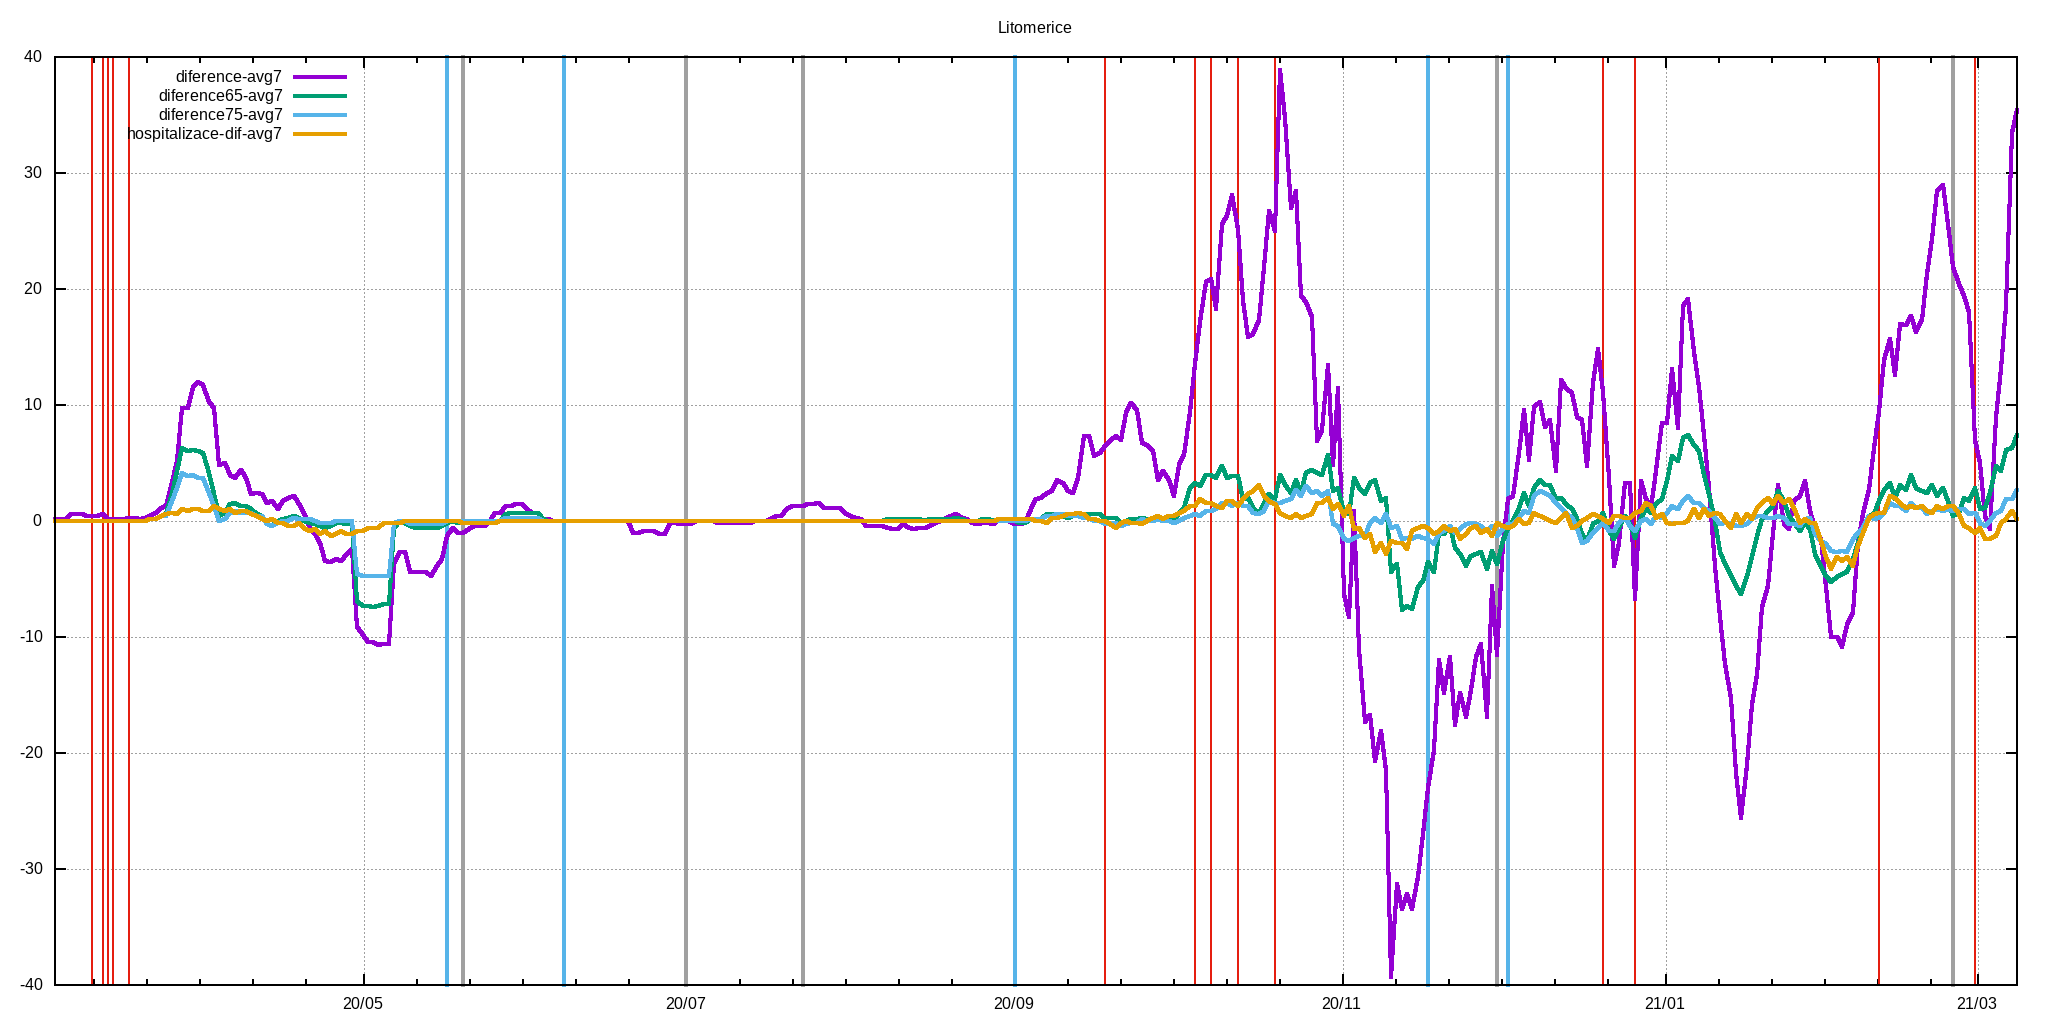 Litomerice
40
diference-avg7
diference65-avg7
diference75-avg7
hospitalizace-dif-avg7
30
20
10
0
-10
-20
-30
-40
20/05 20/07 20/09 20/11 21/01 21/03